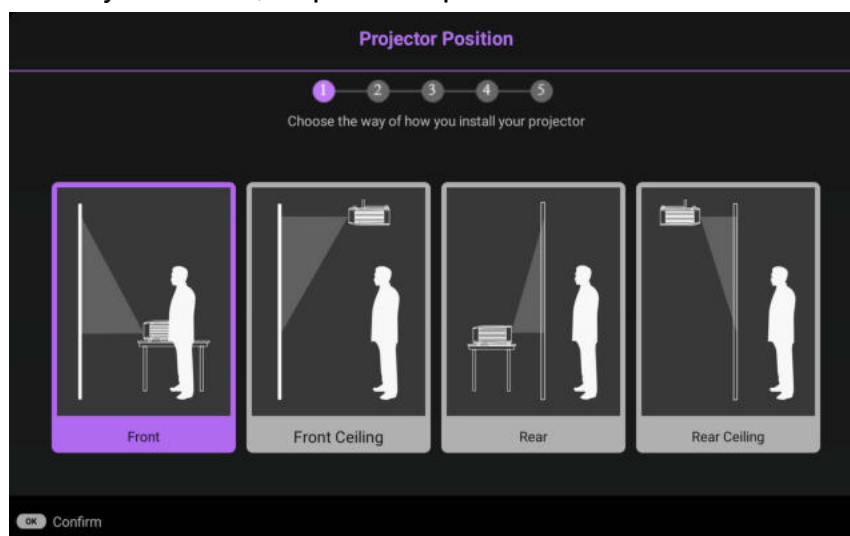 Projector Position
1 2 3 4 5
Choose the way of how you install your projector
Front Front Ceiling Rear Rear Ceiling
OK Confirm